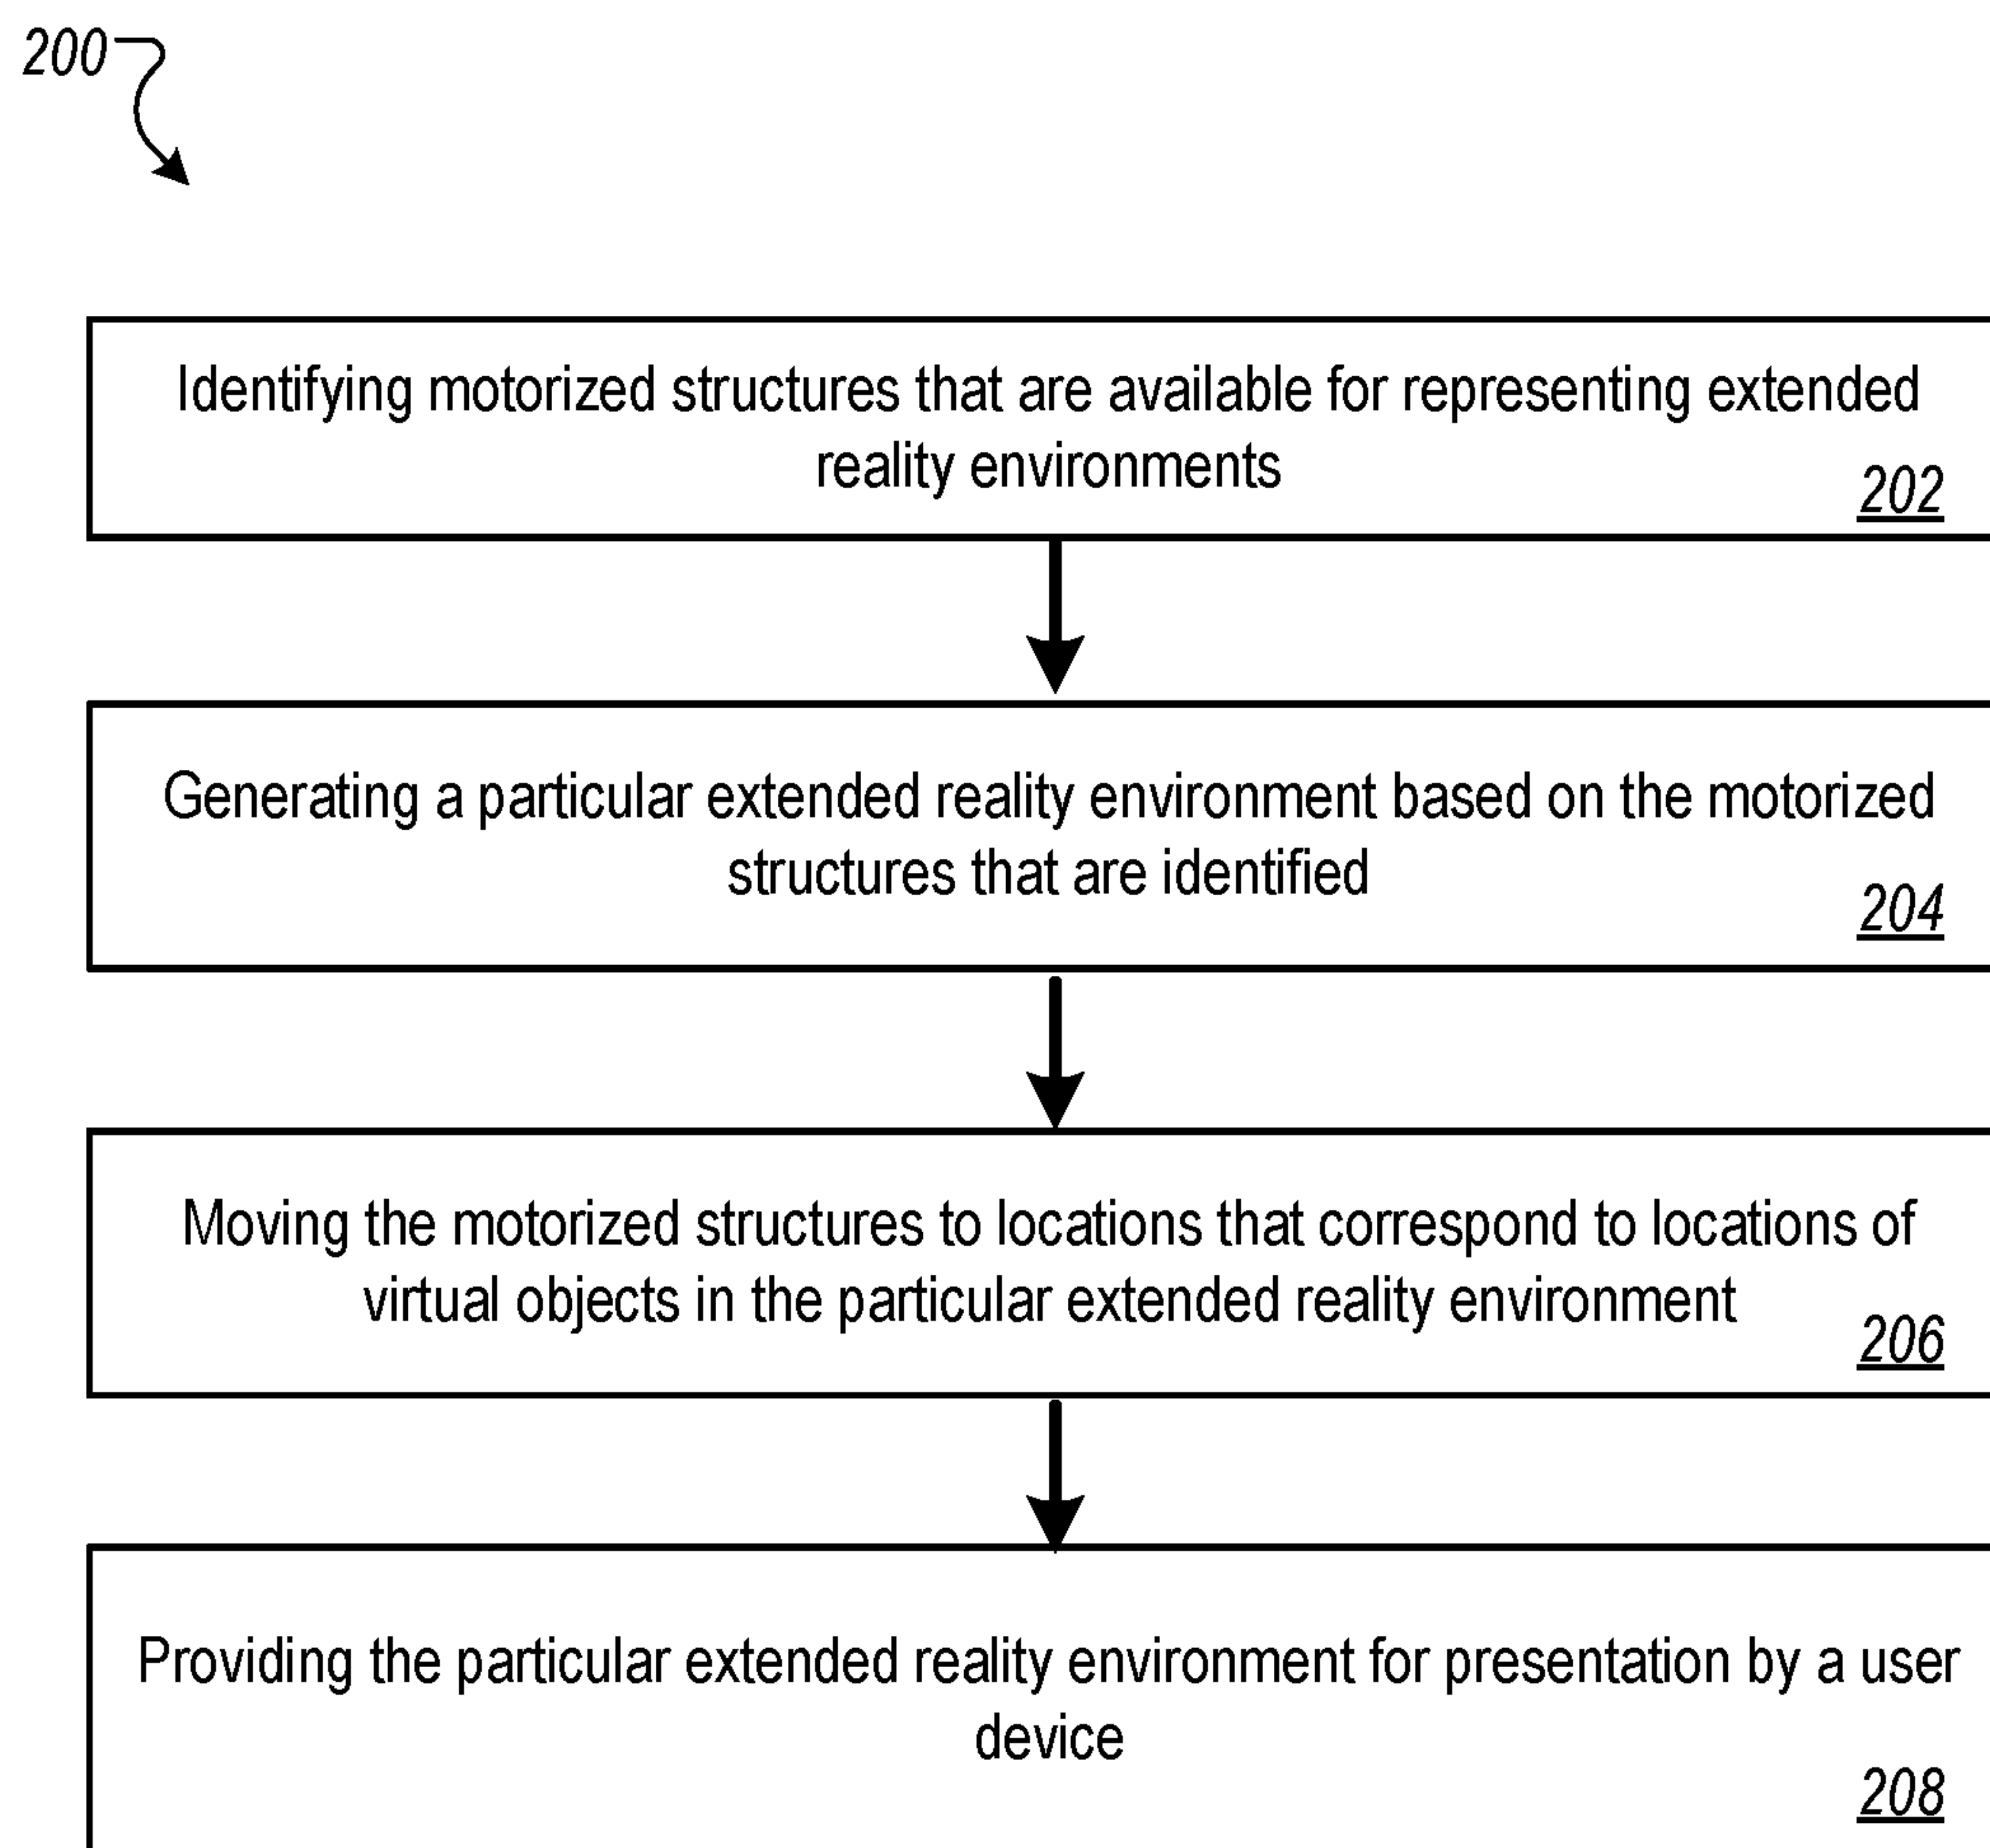 200
Identifying motorized structures that are available for representing extended
reality environments
202
Generating a particular extended reality environment based on the motorized
structures that are identified
204
Moving the motorized structures to locations that correspond to locations of
virtual objects in the particular extended reality environment
206
Providing the particular extended reality environment for presentation by a user
device
208